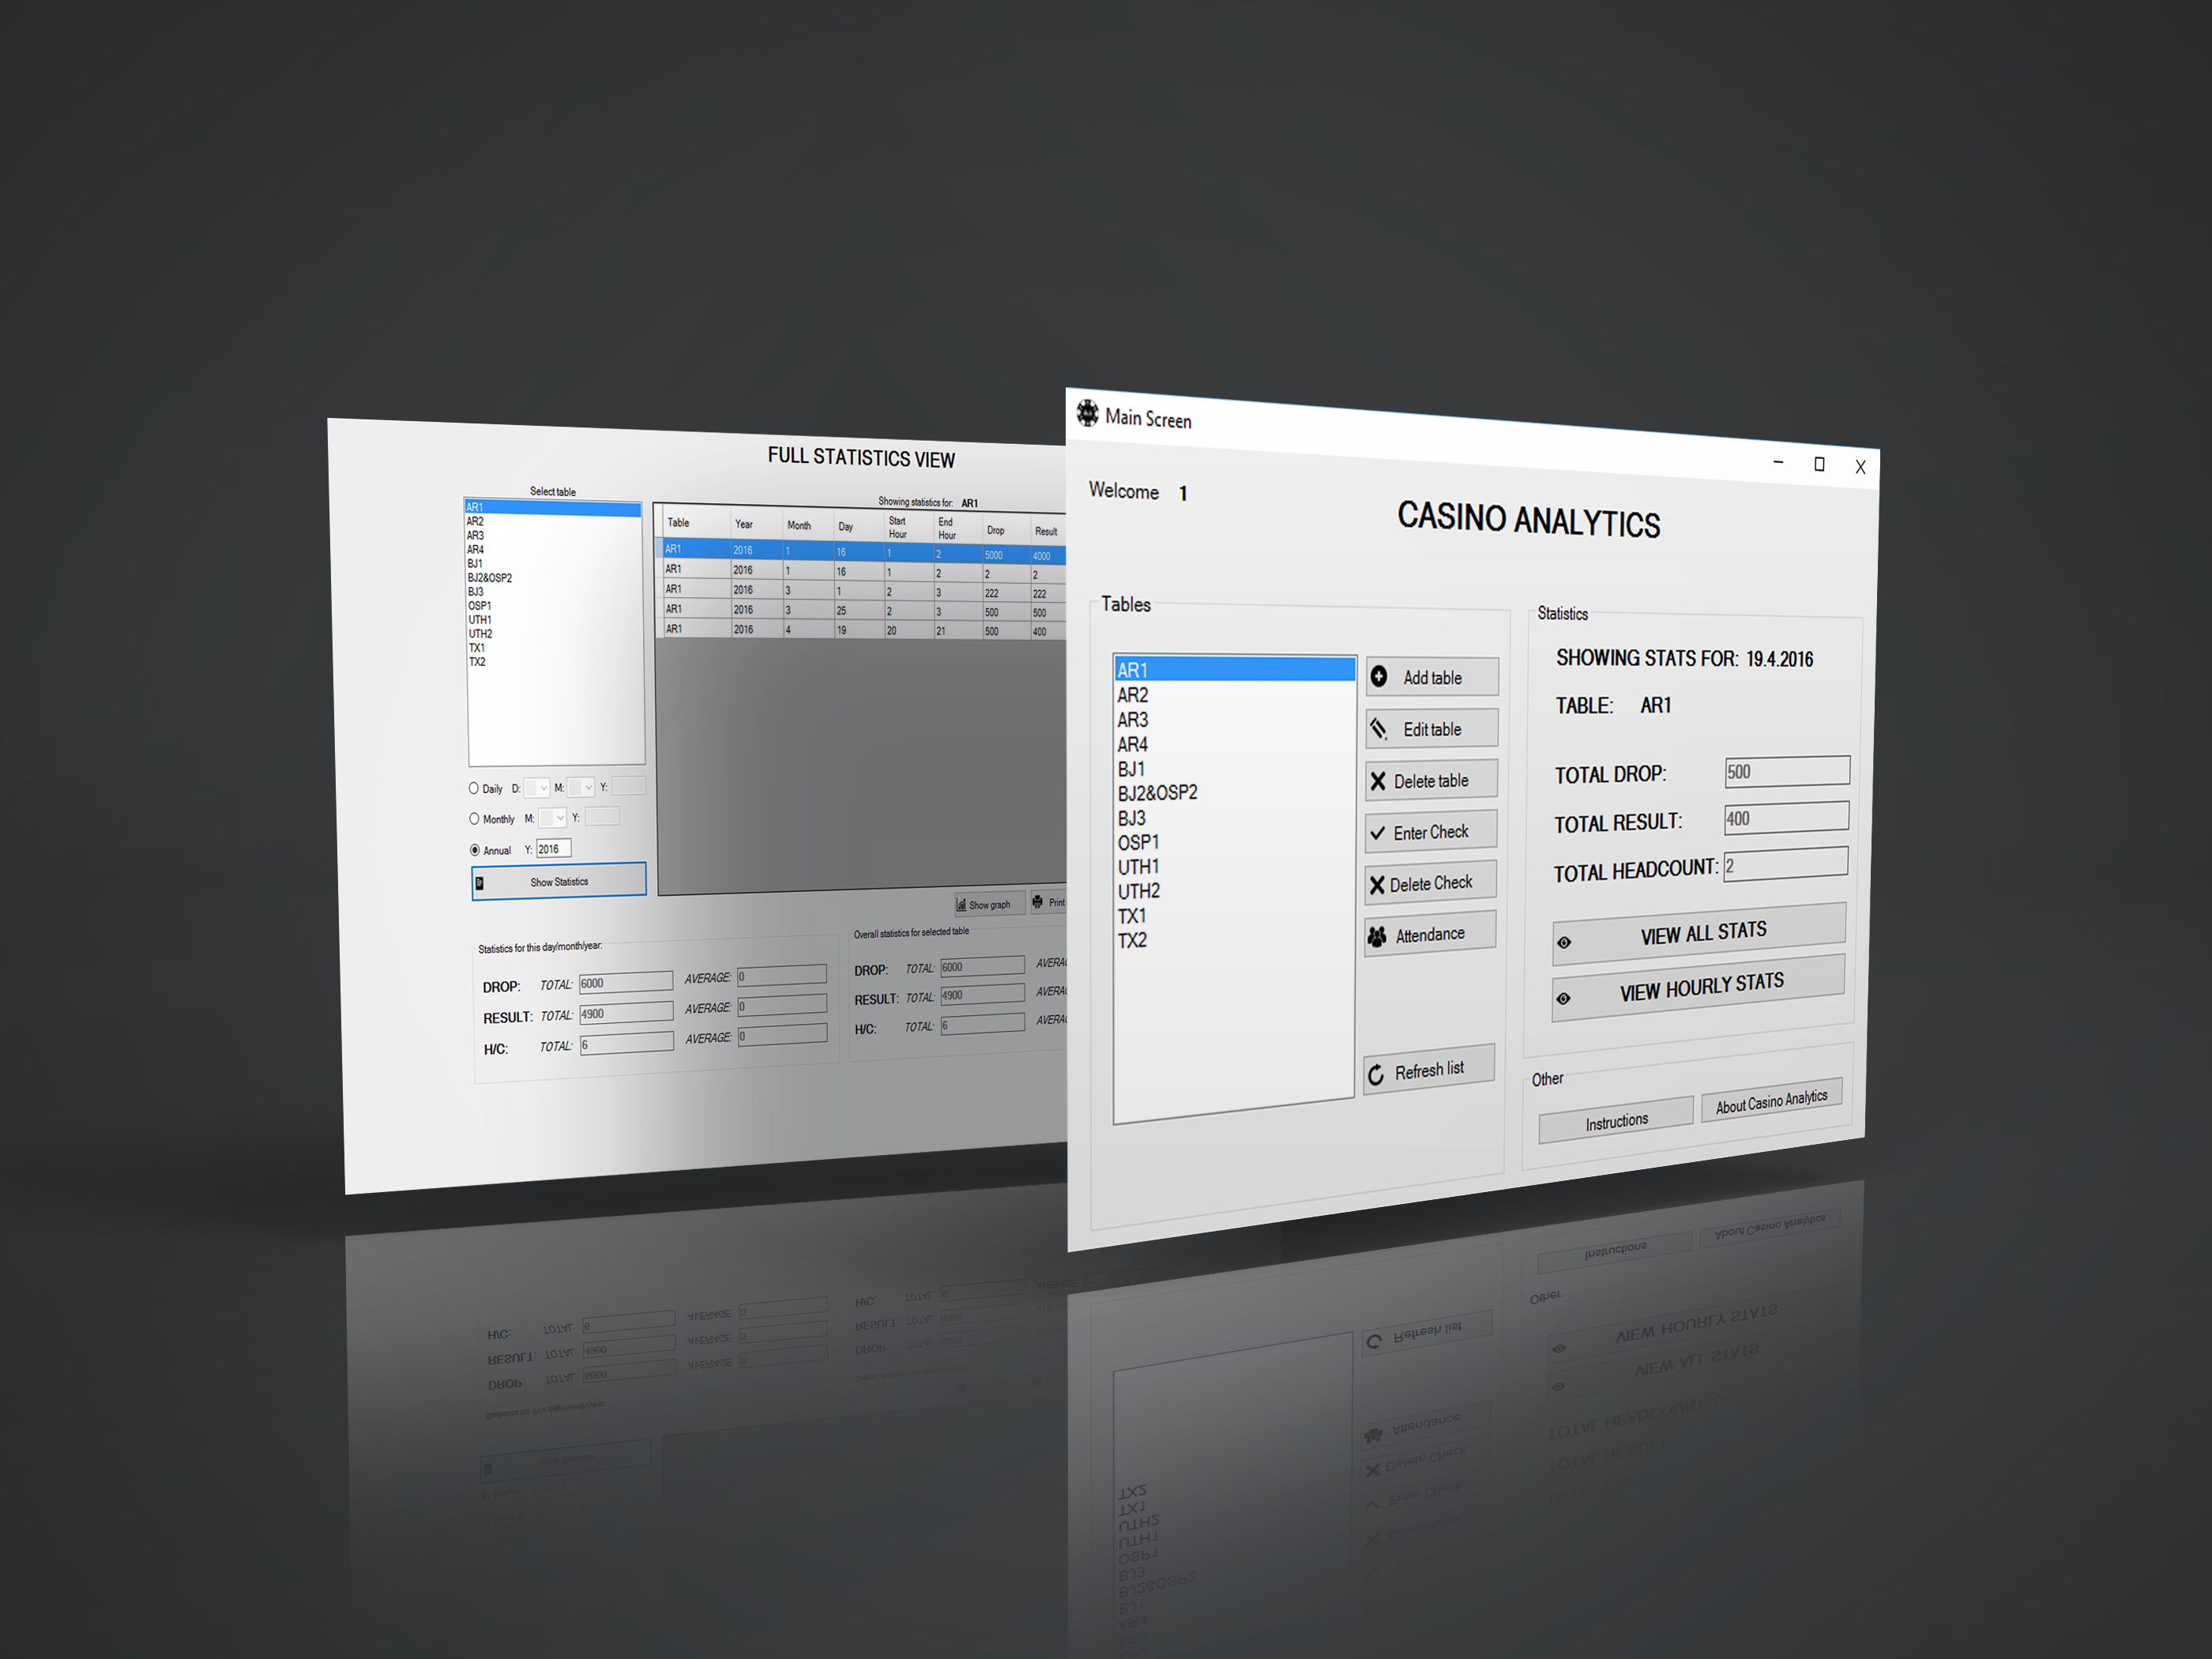 FULL STATISTICS VIEW
Select table
AR1
AR2
AR3
AR4
BJ1
BJ2&OSP2
BJ3
OSP1
UTH1
UTH2
TX1
TX2
Showing statistics for: AR1
Table Year Month Day Start Hour End Hour Drop Result
AR1 2016 1 16 1 2 5000 4000
AR1 2016 1 16 1 2 2 2
AR1 2016 3 1 2 3 222 222
AR1 2016 3 25 2 3 500 500
AR1 2016 4 19 20 21 500 400
Daily D: M: Y:
Monthly M: Y:
Annual Y: 2016
Show Statistics
Show graph Print
Statistics for this day/month/year:
DROP: TOTAL: 6000 AVERAGE: 0
RESULT: TOTAL: 4900 AVERAGE: 0
H/C: TOTAL: 6 AVERAGE: 0
Overall statistics for selected table
DROP: TOTAL: 6000
RESULT: TOTAL: 4900
H/C: TOTAL: 6
Main Screen
Welcome 1
CASINO ANALYTICS
Tables
AR1
AR2
AR3
AR4
BJ1
BJ2&OSP2
BJ3
OSP1
UTH1
UTH2
TX1
TX2
Add table
Edit table
Delete table
Enter Check
Delete Check
Attendance
Refresh list
Statistics
SHOWING STATS FOR: 19.4.2016
TABLE: AR1
TOTAL DROP: 500
TOTAL RESULT: 400
TOTAL HEADCOUNT: 2
VIEW ALL STATS
VIEW HOURLY STATS
Other
Instructions
About Casino Analytics